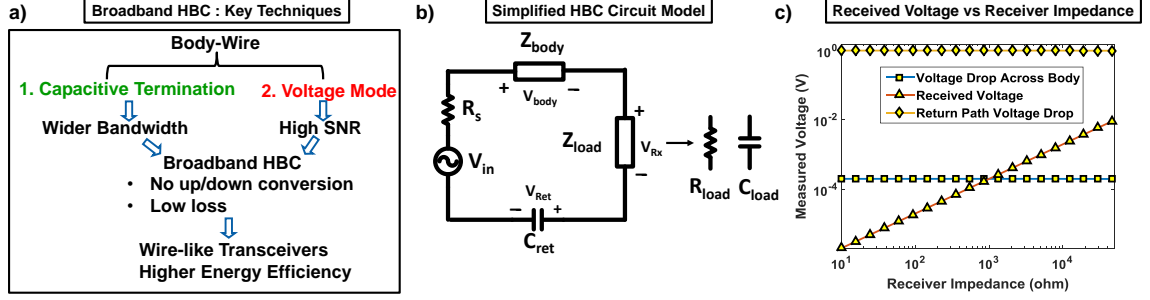 a)
Broadband HBC : Key Techniques
Body-Wire
1. Capacitive Termination
2. Voltage Mode
Wider Bandwidth
High SNR
Broadband HBC
• No up/down conversion
• Low loss
Wire-like Transceivers
Higher Energy Efficiency
b)
Simplified HBC Circuit Model
Z_body
+ V_body −
R_s
V_in
Z_load
+
V_Rx
−
R_load
C_load
V_Ret
− +
C_ret
c)
Received Voltage vs Receiver Impedance
Measured Voltage (V)
10^0
10^-2
10^-4
Voltage Drop Across Body
Received Voltage
Return Path Voltage Drop
10^1 10^2 10^3 10^4
Receiver Impedance (ohm)